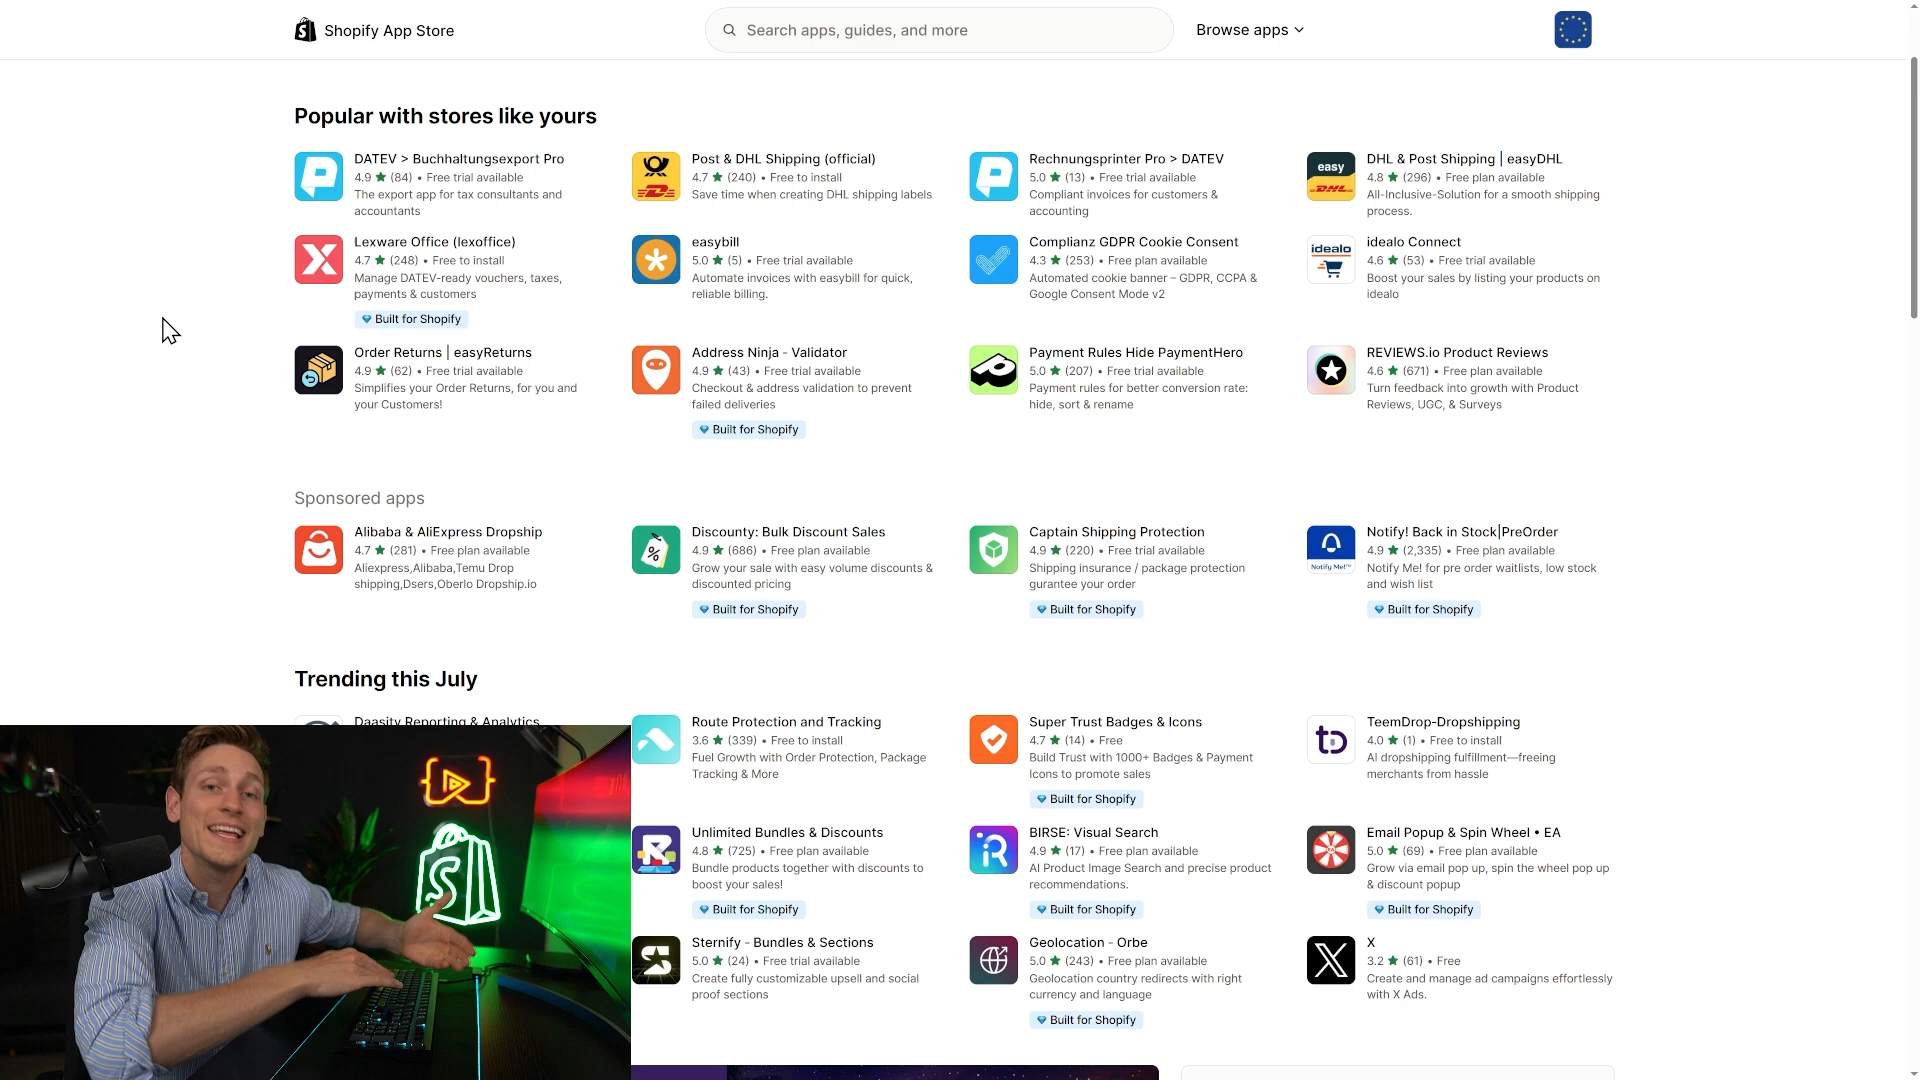 Shopify App Store
Search apps, guides, and more
Browse apps
Popular with stores like yours
DATEV > Buchhaltungsexport Pro
4.9 ★ (84) • Free trial available
The export app for tax consultants and
accountants
Post & DHL Shipping (official)
4.7 ★ (240) • Free to install
Save time when creating DHL shipping labels
Rechnungsprinter Pro > DATEV
5.0 ★ (13) • Free trial available
Compliant invoices for customers &
accounting
easy
DHL
DHL & Post Shipping | easyDHL
4.8 ★ (296) • Free plan available
All-Inclusive-Solution for a smooth shipping
process.
Lexware Office (lexoffice)
4.7 ★ (248) • Free to install
Manage DATEV-ready vouchers, taxes,
payments & customers
Built for Shopify
easybill
5.0 ★ (5) • Free trial available
Automate invoices with easybill for quick,
reliable billing.
Complianz GDPR Cookie Consent
4.3 ★ (253) • Free plan available
Automated cookie banner – GDPR, CCPA &
Google Consent Mode v2
idealo
idealo Connect
4.6 ★ (53) • Free trial available
Boost your sales by listing your products on
idealo
Order Returns | easyReturns
4.9 ★ (62) • Free trial available
Simplifies your Order Returns, for you and
your Customers!
Address Ninja - Validator
4.9 ★ (43) • Free trial available
Checkout & address validation to prevent
failed deliveries
Built for Shopify
Payment Rules Hide PaymentHero
5.0 ★ (207) • Free trial available
Payment rules for better conversion rate:
hide, sort & rename
REVIEWS.io Product Reviews
4.6 ★ (671) • Free plan available
Turn feedback into growth with Product
Reviews, UGC, & Surveys
Sponsored apps
Alibaba & AliExpress Dropship
4.7 ★ (281) • Free plan available
Aliexpress,Alibaba,Temu Drop
shipping,Dsers,Oberlo Dropship.io
Discounty: Bulk Discount Sales
4.9 ★ (686) • Free plan available
Grow your sale with easy volume discounts &
discounted pricing
Built for Shopify
Captain Shipping Protection
4.9 ★ (220) • Free trial available
Shipping insurance / package protection
gurantee your order
Built for Shopify
Notify Me!™
Notify! Back in Stock|PreOrder
4.9 ★ (2,335) • Free plan available
Notify Me! for pre order waitlists, low stock
and wish list
Built for Shopify
Trending this July
Daasity Reporting & Analytics
Route Protection and Tracking
3.6 ★ (339) • Free to install
Fuel Growth with Order Protection, Package
Tracking & More
Super Trust Badges & Icons
4.7 ★ (14) • Free
Build Trust with 1000+ Badges & Payment
Icons to promote sales
Built for Shopify
TeemDrop‑Dropshipping
4.0 ★ (1) • Free to install
AI dropshipping fulfillment—freeing
merchants from hassle
Unlimited Bundles & Discounts
4.8 ★ (725) • Free plan available
Bundle products together with discounts to
boost your sales!
Built for Shopify
BIRSE: Visual Search
4.9 ★ (17) • Free plan available
AI Product Image Search and precise product
recommendations.
Built for Shopify
Email Popup & Spin Wheel • EA
5.0 ★ (69) • Free plan available
Grow via email pop up, spin the wheel pop up
& discount popup
Built for Shopify
Sternify - Bundles & Sections
5.0 ★ (24) • Free trial available
Create fully customizable upsell and social
proof sections
Geolocation - Orbe
5.0 ★ (243) • Free plan available
Geolocation country redirects with right
currency and language
Built for Shopify
X
3.2 ★ (61) • Free
Create and manage ad campaigns effortlessly
with X Ads.